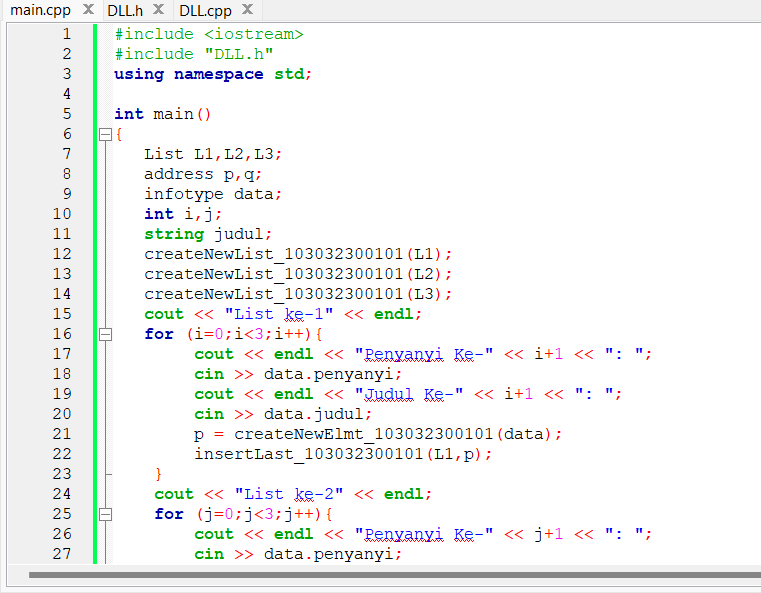 main.cpp X DLL.h X DLL.cpp X
1 #include <iostream>
2 #include "DLL.h"
3 using namespace std;
4
5 int main()
6 {
7 List L1,L2,L3;
8 address p,q;
9 infotype data;
10 int i,j;
11 string judul;
12 createNewList_103032300101(L1);
13 createNewList_103032300101(L2);
14 createNewList_103032300101(L3);
15 cout << "List ke-1" << endl;
16 for (i=0;i<3;i++){
17 cout << endl << "Penyanyi Ke-" << i+1 << ": ";
18 cin >> data.penyanyi;
19 cout << endl << "Judul Ke-" << i+1 << ": ";
20 cin >> data.judul;
21 p = createNewElmt_103032300101(data);
22 insertLast_103032300101(L1,p);
23 }
24 cout << "List ke-2" << endl;
25 for (j=0;j<3;j++){
26 cout << endl << "Penyanyi Ke-" << j+1 << ": ";
27 cin >> data.penyanyi;